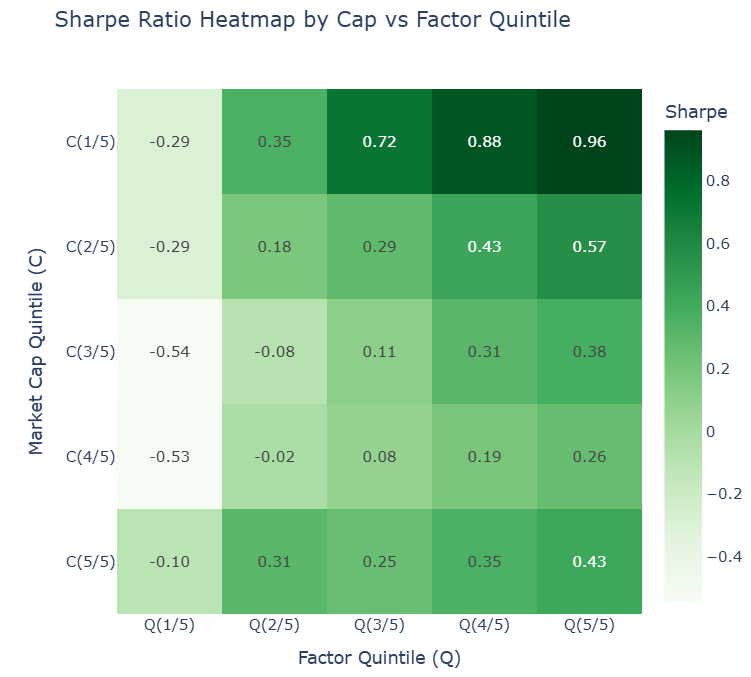 Sharpe Ratio Heatmap by Cap vs Factor Quintile
Sharpe
C(1/5) -0.29 0.35 0.72 0.88 0.96
C(2/5) -0.29 0.18 0.29 0.43 0.57
C(3/5) -0.54 -0.08 0.11 0.31 0.38
C(4/5) -0.53 -0.02 0.08 0.19 0.26
C(5/5) -0.10 0.31 0.25 0.35 0.43
Q(1/5) Q(2/5) Q(3/5) Q(4/5) Q(5/5)
Factor Quintile (Q)
Market Cap Quintile (C)
0.8
0.6
0.4
0.2
0
−0.2
−0.4